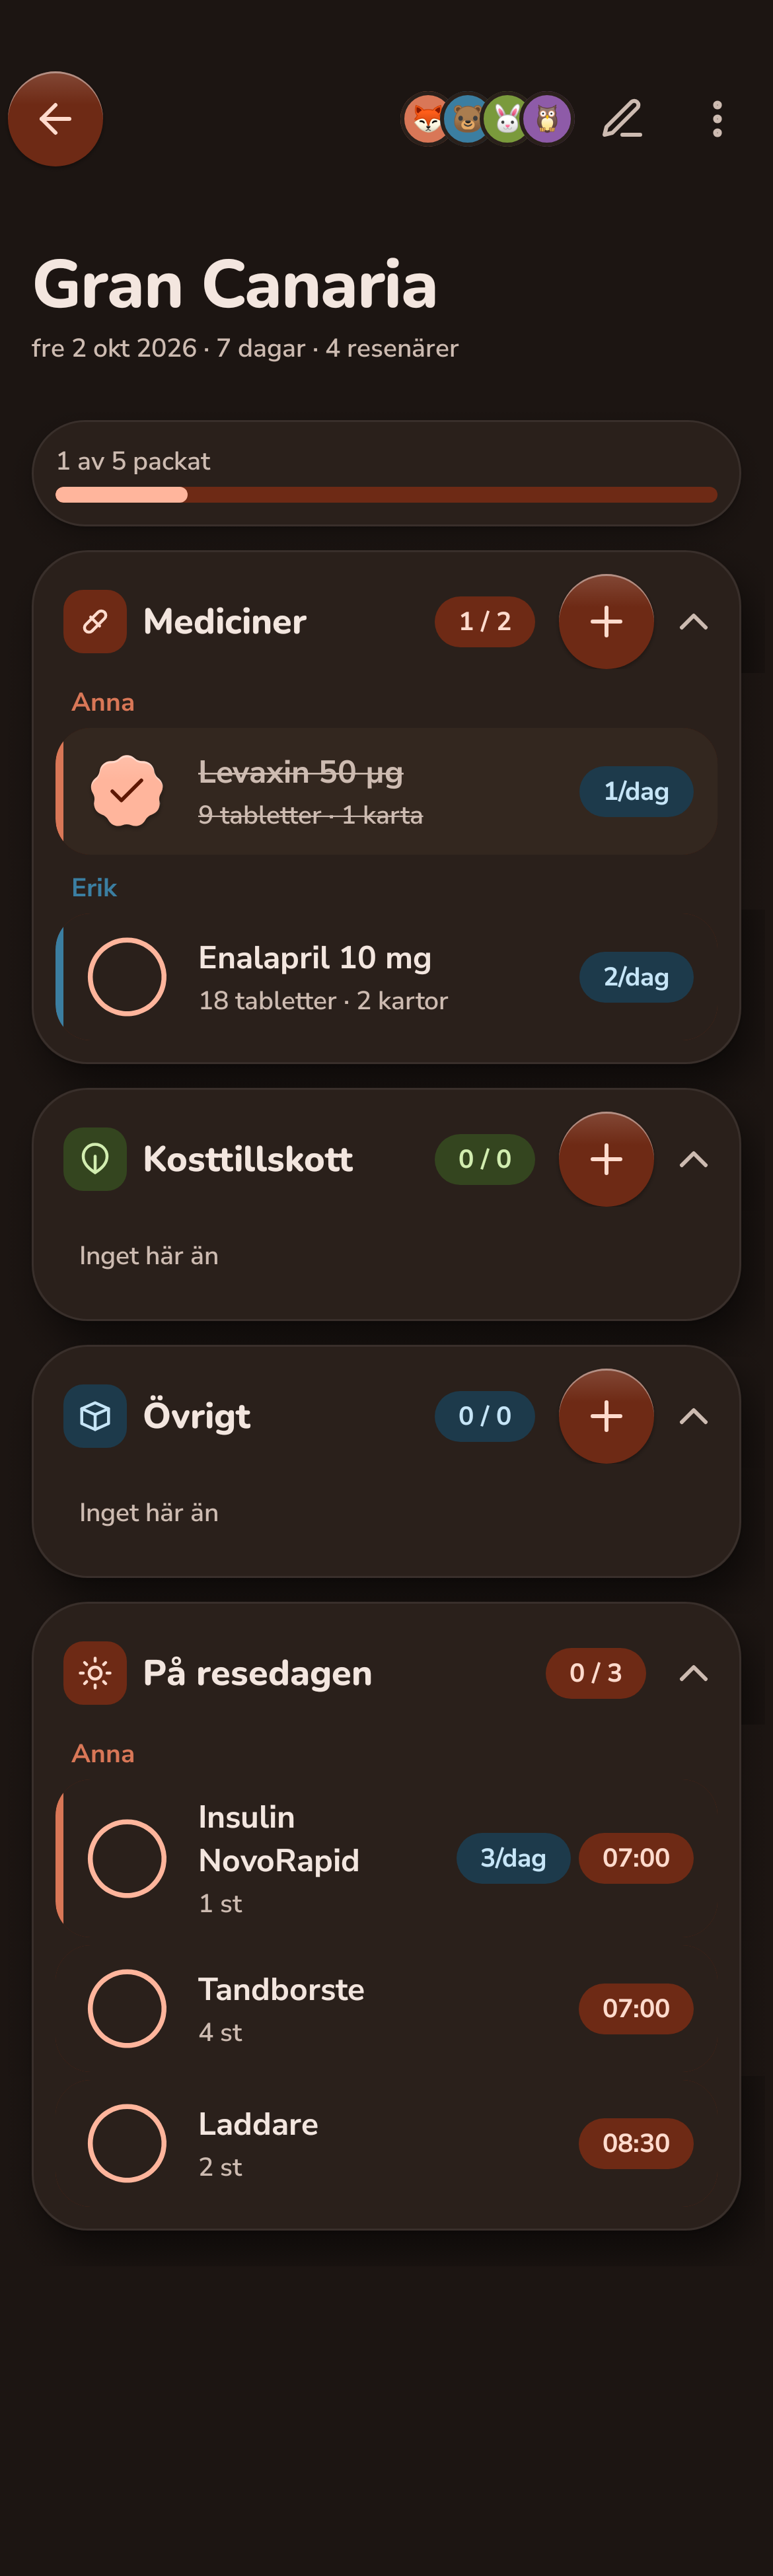 Gran Canaria
fre 2 okt 2026 · 7 dagar · 4 resenärer
1 av 5 packat
Mediciner 1 / 2
Anna
Levaxin 50 µg
9 tabletter · 1 karta
1/dag
Erik
Enalapril 10 mg
18 tabletter · 2 kartor
2/dag
Kosttillskott 0 / 0
Inget här än
Övrigt 0 / 0
Inget här än
På resedagen 0 / 3
Anna
Insulin
NovoRapid
1 st
3/dag 07:00
Tandborste
4 st
07:00
Laddare
2 st
08:30